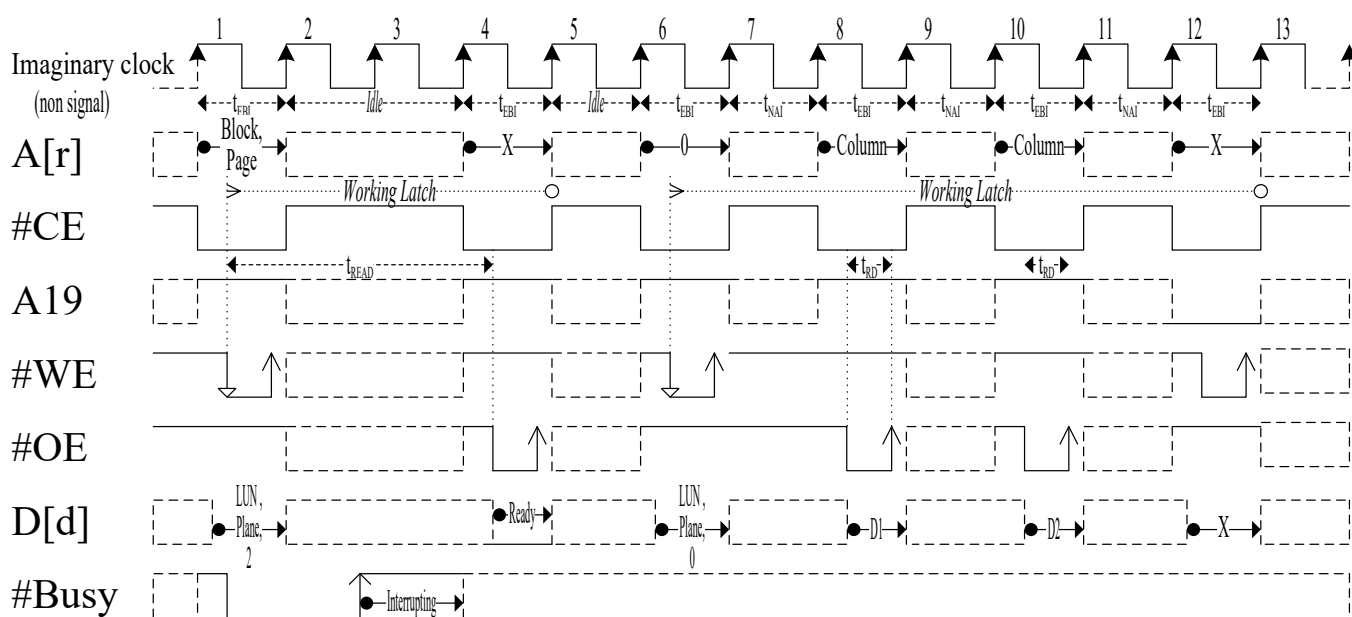 1 2 3 4 5 6 7 8 9 10 11 12 13
Imaginary clock
(non signal)
tEBI Idle tEBI Idle tEBI tNAI tEBI tNAI tEBI tNAI tEBI
A[r]
Block,
Page
X 0 Column Column X
Working Latch Working Latch
#CE
tREAD tRD tRD
A19
#WE
#OE
D[d]
LUN,
Plane,
2
Ready
LUN,
Plane,
0
D1 D2 X
#Busy
Interrupting